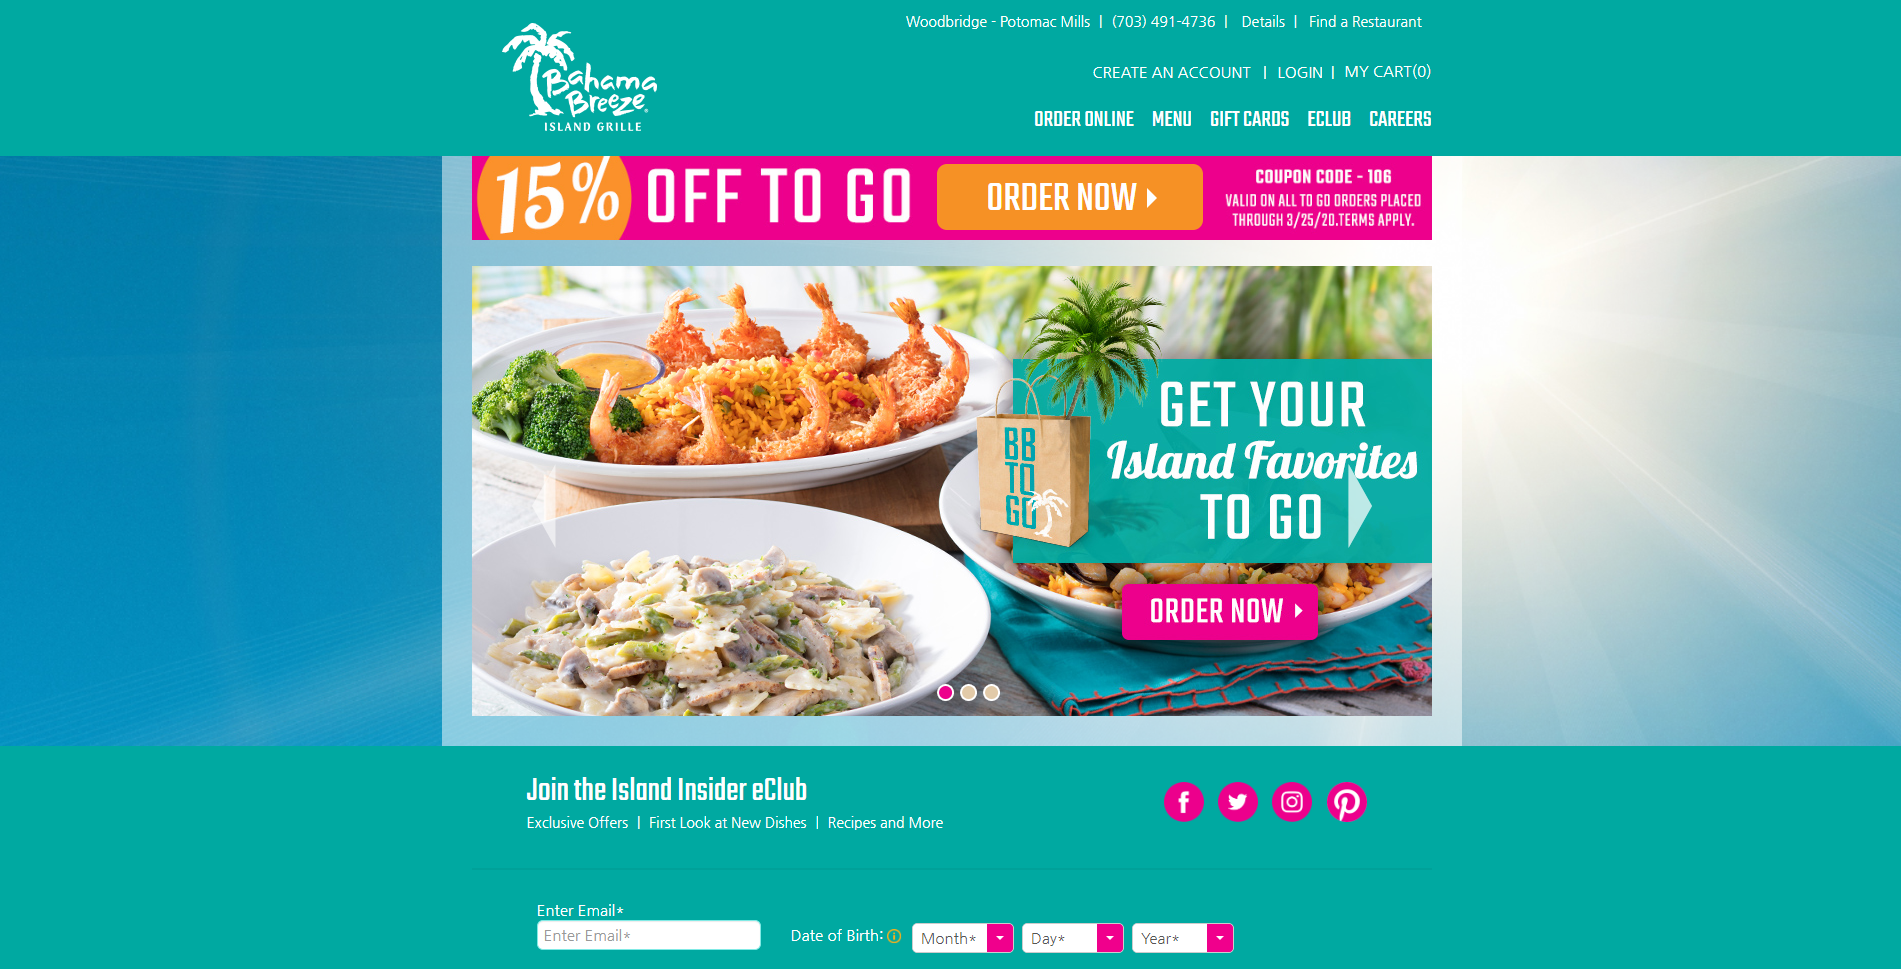 Woodbridge - Potomac Mills | (703) 491-4736 | Details | Find a Restaurant
Bahama
Breeze
ISLAND GRILLE
CREATE AN ACCOUNT | LOGIN | MY CART(0)
ORDER ONLINE MENU GIFT CARDS ECLUB CAREERS
15% OFF TO GO
ORDER NOW
COUPON CODE - 106
VALID ON ALL TO GO ORDERS PLACED
THROUGH 3/25/20.TERMS APPLY.
BB
TO
GO
GET YOUR
Island Favorites
TO GO
ORDER NOW
Join the Island Insider eClub
Exclusive Offers | First Look at New Dishes | Recipes and More
Enter Email*
Enter Email*
Date of Birth: Month* Day* Year*